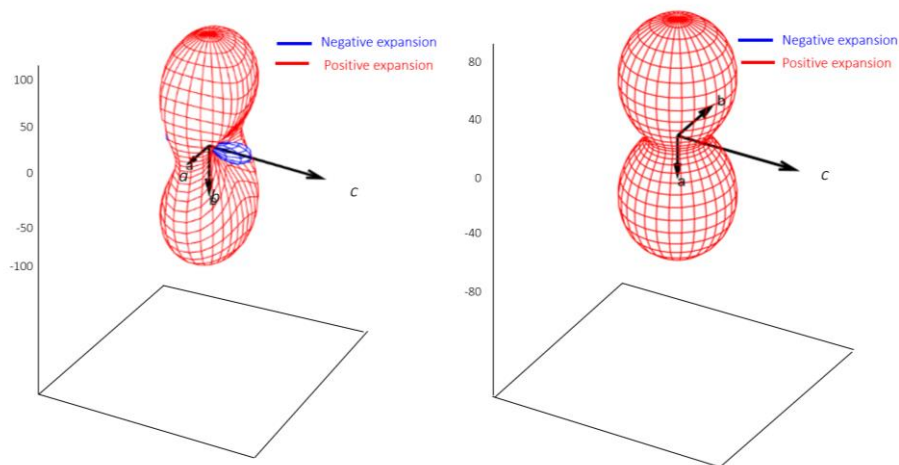 Negative expansion
Positive expansion
100
50
0
-50
-100
a
b
c
Negative expansion
Positive expansion
80
40
0
-40
-80
b
a
c